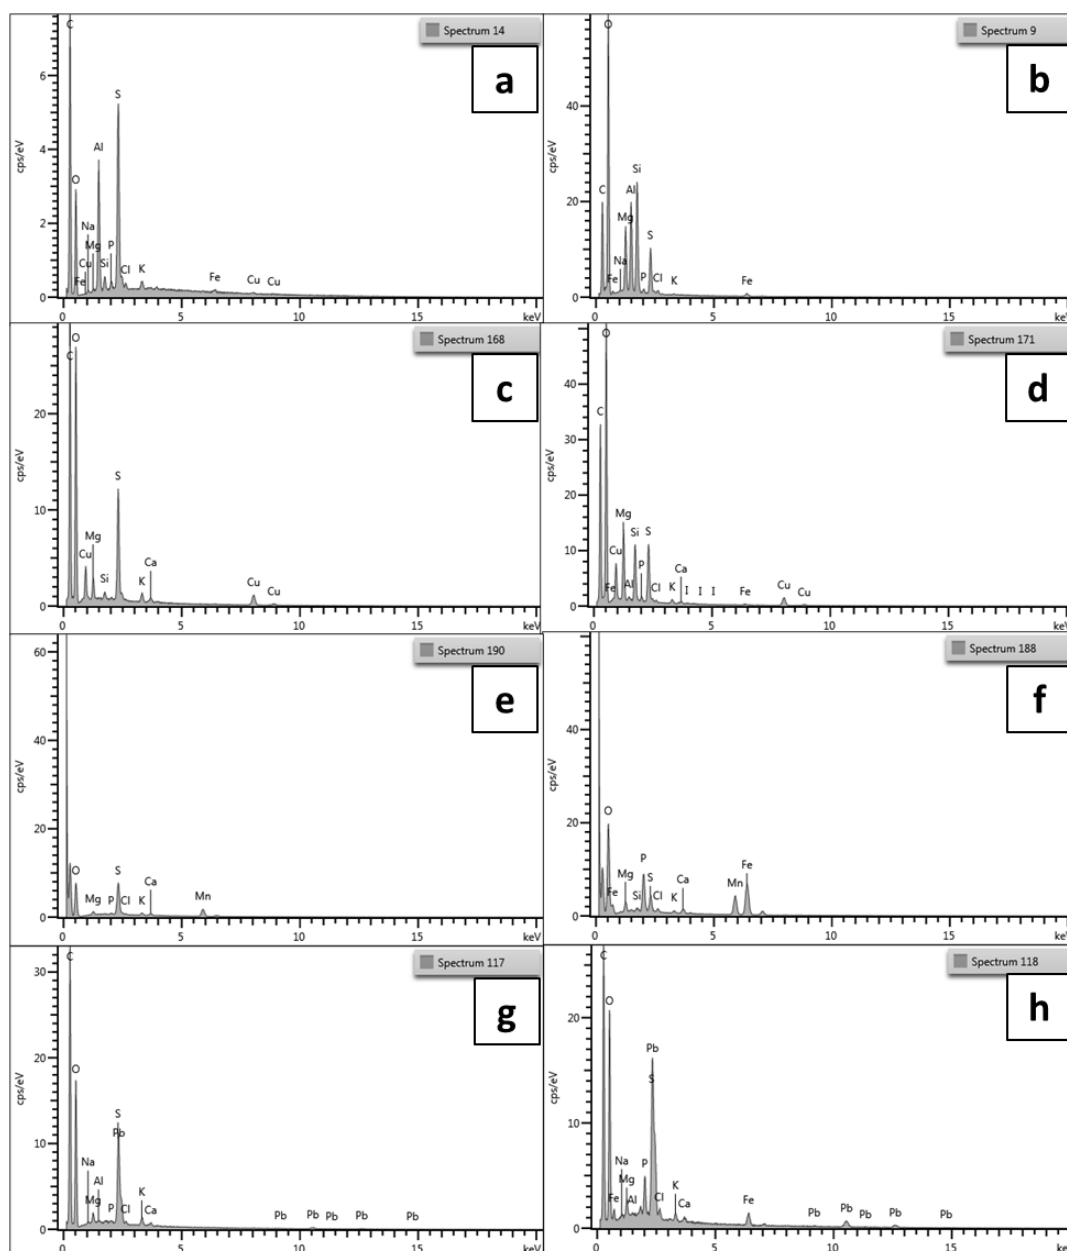 Spectrum 14
a
C
6
S
4
Al
O
cps/eV
2
Na
Mg
P
Cu
Si
Cl
K
Fe
Fe
Cu
Cu
0
0
5
10
15
keV
Spectrum 9
b
O
40
cps/eV
Si
C
Al
20
Mg
S
Na
Fe
P
Cl
K
Fe
0
0
5
10
15
keV
Spectrum 168
c
O
C
20
cps/eV
S
10
Mg
Cu
Si
K
Ca
Cu
Cu
0
0
5
10
15
keV
Spectrum 171
d
O
40
C
30
cps/eV
20
Mg
Si
S
10
Cu
P
Ca
Fe
Al
Cl
K
I
I
I
Fe
Cu
Cu
0
0
5
10
15
keV
Spectrum 190
e
60
40
cps/eV
20
O
S
Ca
Mg
P
Cl
K
Mn
0
0
5
10
15
keV
Spectrum 188
f
40
cps/eV
O
20
P
Fe
Mg
S
Ca
Mn
Fe
Si
Cl
K
0
0
5
10
15
keV
Spectrum 117
g
C
30
20
cps/eV
O
S
Pb
10
Na
Al
Mg
P
Cl
K
Ca
Pb
Pb
Pb
Pb
Pb
0
0
5
10
15
keV
Spectrum 118
h
C
O
20
Pb
S
cps/eV
10
Na
P
Mg
Fe
Al
Cl
K
Ca
Fe
Pb
Pb
Pb
Pb
Pb
0
0
5
10
15
keV